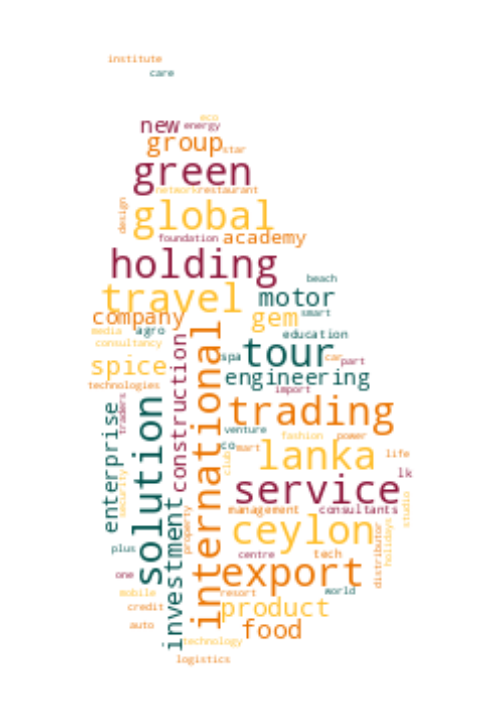 institute
care
eco
new energy
group star
green
network restaurant
design
global
foundation academy
holding
beach
travel motor
company gem smart
media agro education
consultancy
spa tour car part
spice
technologies engineering
import
construction
international
traders
solution
enterprise
trading
venture fashion power
co mart
lanka life
club
security
lk
service
studio
investment
property
management consultants
ceylon
holidays
distributor
plus centre tech
one export
mobile resort world
credit product
auto food
technology
logistics